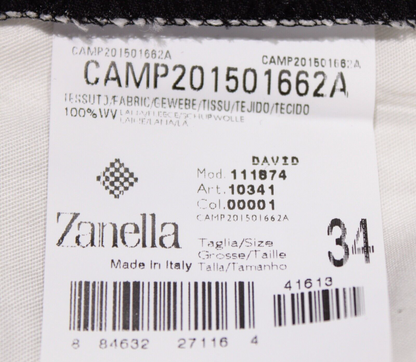 CAMP201501662A CAMP201501662A
CAMP201501662A
TESSUTO/FABRIC/GEWEBE/TISSU/TEJIDO/TECIDO
100%WV
DAVID
Mod. 111874
Art. 10341
Col. 00001
CAMP201501662A
Zanella
Made in Italy
Taglia/Size
Grosse/Taille
Talla/Tamanho
34
41613
8 84632 27116 4